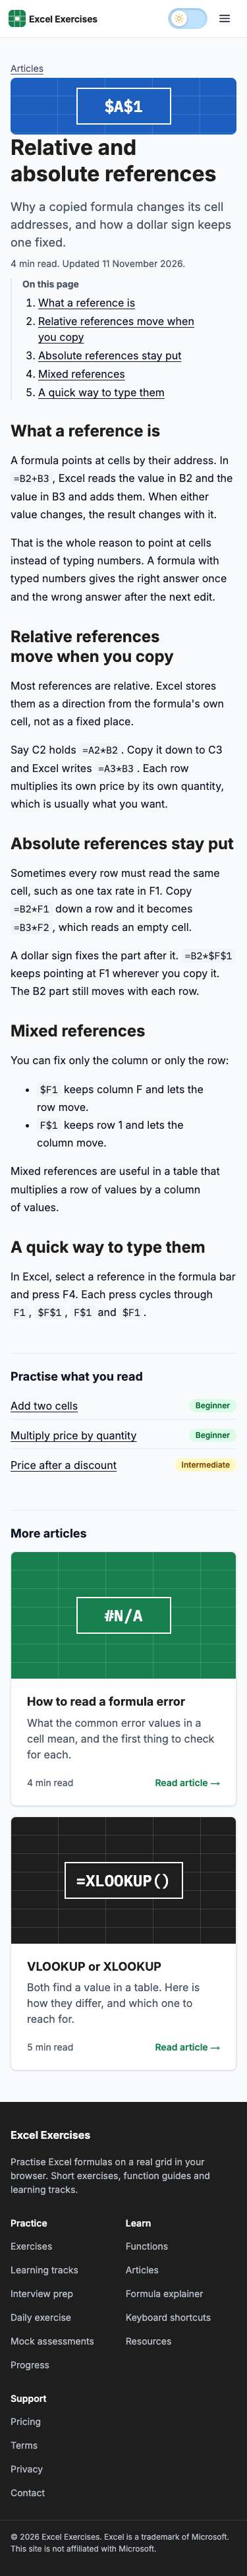 Excel Exercises
Articles
$A$1
Relative and
absolute references
Why a copied formula changes its cell
addresses, and how a dollar sign keeps
one fixed.
4 min read. Updated 11 November 2026.
On this page
1. What a reference is
2. Relative references move when
you copy
3. Absolute references stay put
4. Mixed references
5. A quick way to type them
What a reference is
A formula points at cells by their address. In
=B2+B3 , Excel reads the value in B2 and the
value in B3 and adds them. When either
value changes, the result changes with it.
That is the whole reason to point at cells
instead of typing numbers. A formula with
typed numbers gives the right answer once
and the wrong answer after the next edit.
Relative references
move when you copy
Most references are relative. Excel stores
them as a direction from the formula's own
cell, not as a fixed place.
Say C2 holds =A2*B2 . Copy it down to C3
and Excel writes =A3*B3 . Each row
multiplies its own price by its own quantity,
which is usually what you want.
Absolute references stay put
Sometimes every row must read the same
cell, such as one tax rate in F1. Copy
=B2*F1 down a row and it becomes
=B3*F2 , which reads an empty cell.
A dollar sign fixes the part after it. =B2*$F$1
keeps pointing at F1 wherever you copy it.
The B2 part still moves with each row.
Mixed references
You can fix only the column or only the row:
• $F1 keeps column F and lets the
row move.
• F$1 keeps row 1 and lets the
column move.
Mixed references are useful in a table that
multiplies a row of values by a column
of values.
A quick way to type them
In Excel, select a reference in the formula bar
and press F4. Each press cycles through
F1 , $F$1 , F$1 and $F1 .
Practise what you read
Add two cells Beginner
Multiply price by quantity Beginner
Price after a discount Intermediate
More articles
#N/A
How to read a formula error
What the common error values in a
cell mean, and the first thing to check
for each.
4 min read Read article →
=XLOOKUP()
VLOOKUP or XLOOKUP
Both find a value in a table. Here is
how they differ, and which one to
reach for.
5 min read Read article →
Excel Exercises
Practise Excel formulas on a real grid in your
browser. Short exercises, function guides and
learning tracks.
Practice
Exercises
Learning tracks
Interview prep
Daily exercise
Mock assessments
Progress
Learn
Functions
Articles
Formula explainer
Keyboard shortcuts
Resources
Support
Pricing
Terms
Privacy
Contact
© 2026 Excel Exercises. Excel is a trademark of Microsoft.
This site is not affiliated with Microsoft.